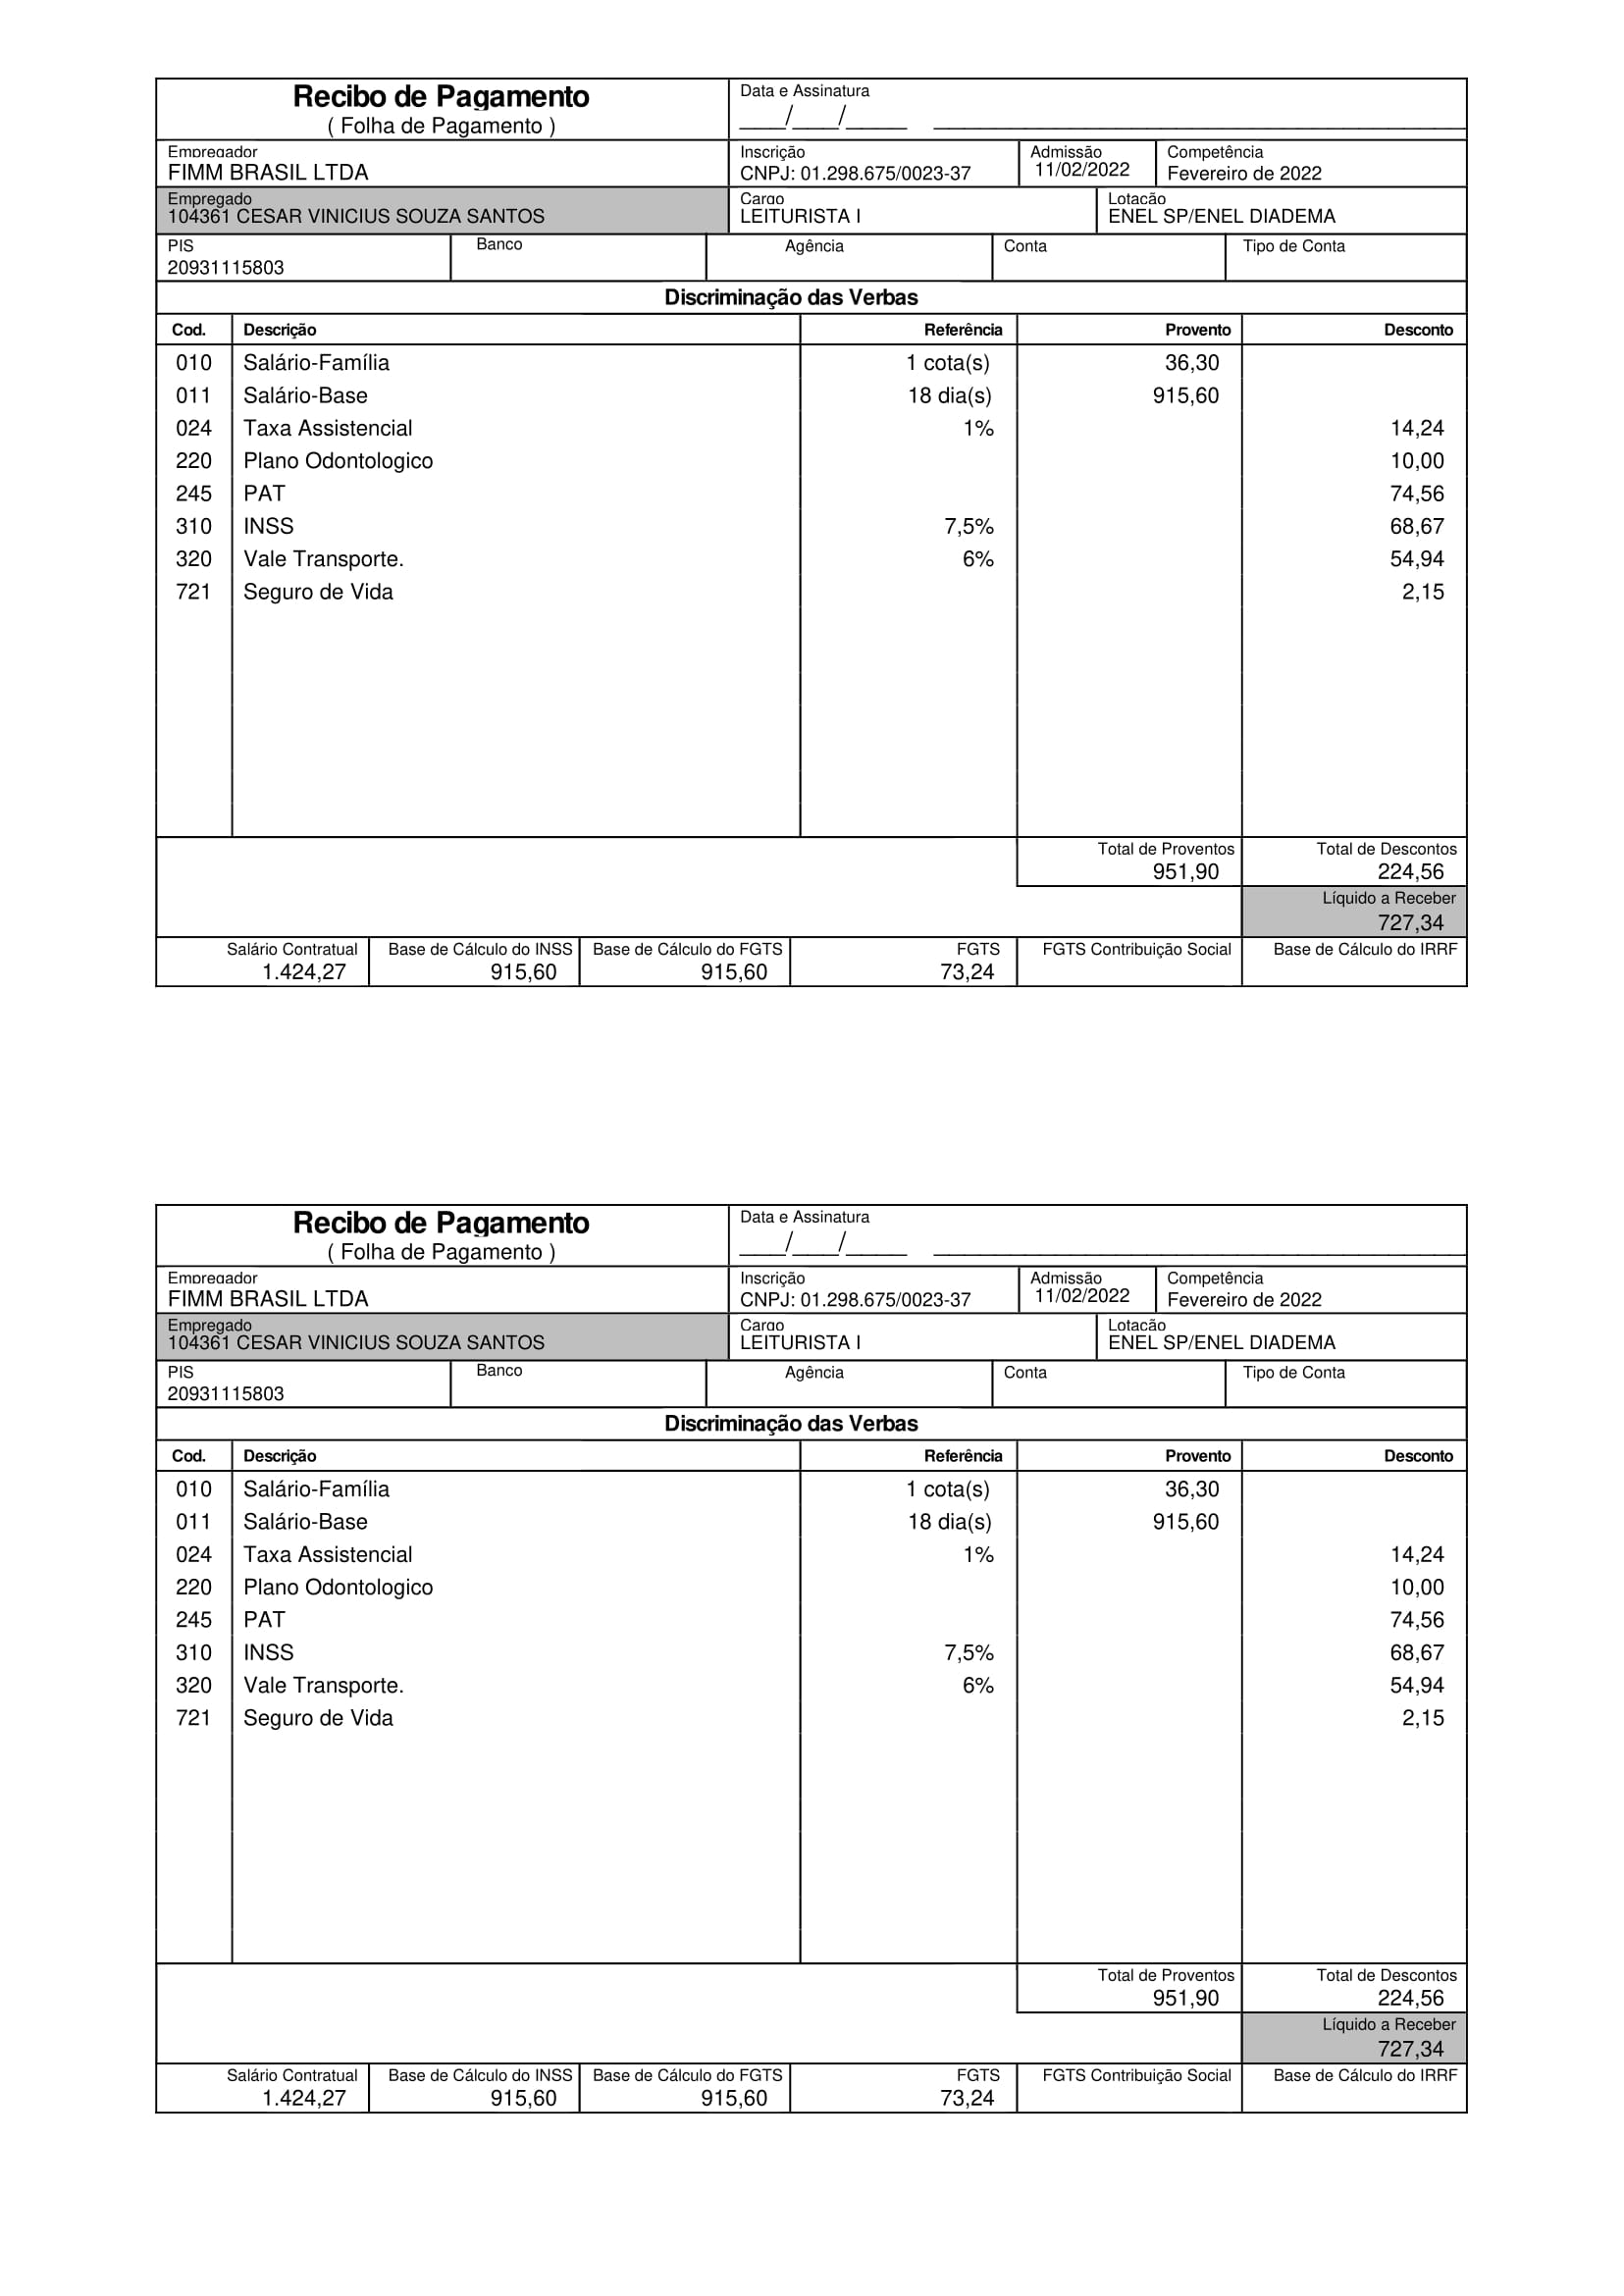 Recibo de Pagamento
( Folha de Pagamento )
Data e Assinatura
___/___/____ ________________________________
Empregador
FIMM BRASIL LTDA
Inscrição
CNPJ: 01.298.675/0023-37
Admissão
11/02/2022
Competência
Fevereiro de 2022
Empregado
104361 CESAR VINICIUS SOUZA SANTOS
Cargo
LEITURISTA I
Lotação
ENEL SP/ENEL DIADEMA
PIS
20931115803
Banco
Agência
Conta
Tipo de Conta
Discriminação das Verbas
Cod. Descrição Referência Provento Desconto
010 Salário-Família 1 cota(s) 36,30
011 Salário-Base 18 dia(s) 915,60
024 Taxa Assistencial 1% 14,24
220 Plano Odontologico 10,00
245 PAT 74,56
310 INSS 7,5% 68,67
320 Vale Transporte. 6% 54,94
721 Seguro de Vida 2,15
Total de Proventos Total de Descontos
951,90 224,56
Líquido a Receber
727,34
Salário Contratual Base de Cálculo do INSS Base de Cálculo do FGTS FGTS FGTS Contribuição Social Base de Cálculo do IRRF
1.424,27 915,60 915,60 73,24
Recibo de Pagamento
( Folha de Pagamento )
Data e Assinatura
___/___/____ ________________________________
Empregador
FIMM BRASIL LTDA
Inscrição
CNPJ: 01.298.675/0023-37
Admissão
11/02/2022
Competência
Fevereiro de 2022
Empregado
104361 CESAR VINICIUS SOUZA SANTOS
Cargo
LEITURISTA I
Lotação
ENEL SP/ENEL DIADEMA
PIS
20931115803
Banco
Agência
Conta
Tipo de Conta
Discriminação das Verbas
Cod. Descrição Referência Provento Desconto
010 Salário-Família 1 cota(s) 36,30
011 Salário-Base 18 dia(s) 915,60
024 Taxa Assistencial 1% 14,24
220 Plano Odontologico 10,00
245 PAT 74,56
310 INSS 7,5% 68,67
320 Vale Transporte. 6% 54,94
721 Seguro de Vida 2,15
Total de Proventos Total de Descontos
951,90 224,56
Líquido a Receber
727,34
Salário Contratual Base de Cálculo do INSS Base de Cálculo do FGTS FGTS FGTS Contribuição Social Base de Cálculo do IRRF
1.424,27 915,60 915,60 73,24